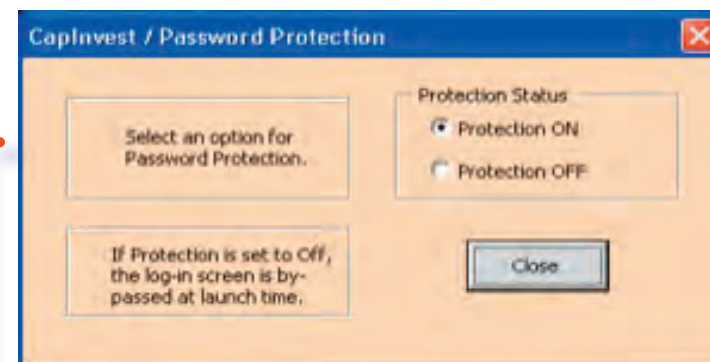 CapInvest / Password Protection
Select an option for
Password Protection.
Protection Status
Protection ON
Protection OFF
If Protection is set to Off,
the log-in screen is by-
passed at launch time.
Close